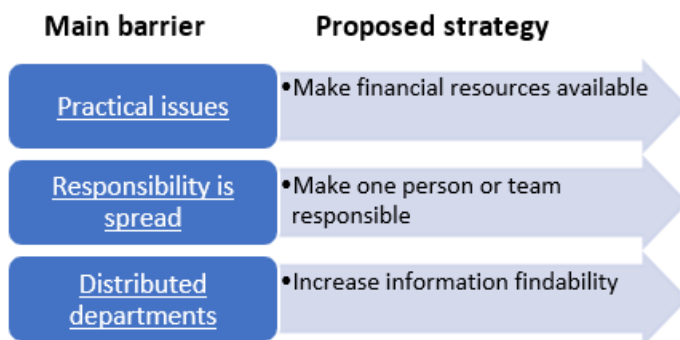 Main barrier Proposed strategy
Practical issues
•Make financial resources available
Responsibility is
spread
•Make one person or team
responsible
Distributed
departments
•Increase information findability